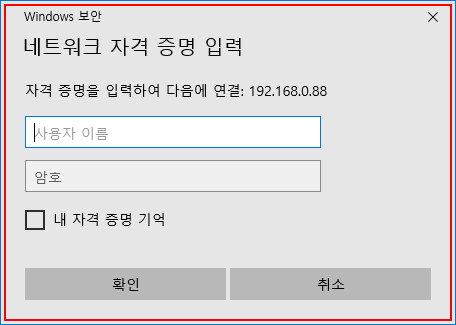 Windows 보안
네트워크 자격 증명 입력
자격 증명을 입력하여 다음에 연결: 192.168.0.88
사용자 이름
암호
내 자격 증명 기억
확인
취소